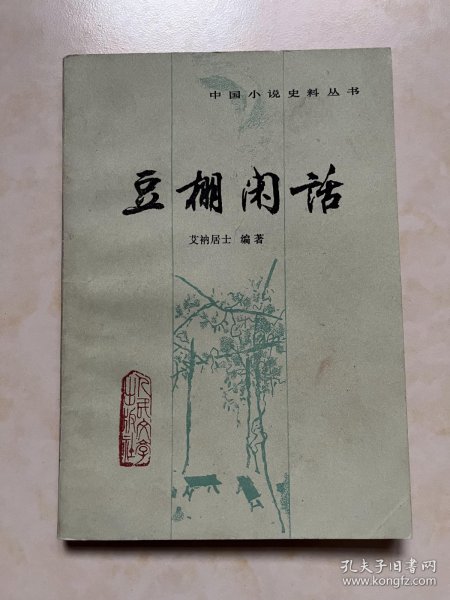 中国小说史料丛书
豆棚闲话
艾衲居士 编著
人民文学
出版社
孔夫子旧书网
www.kongfz.com